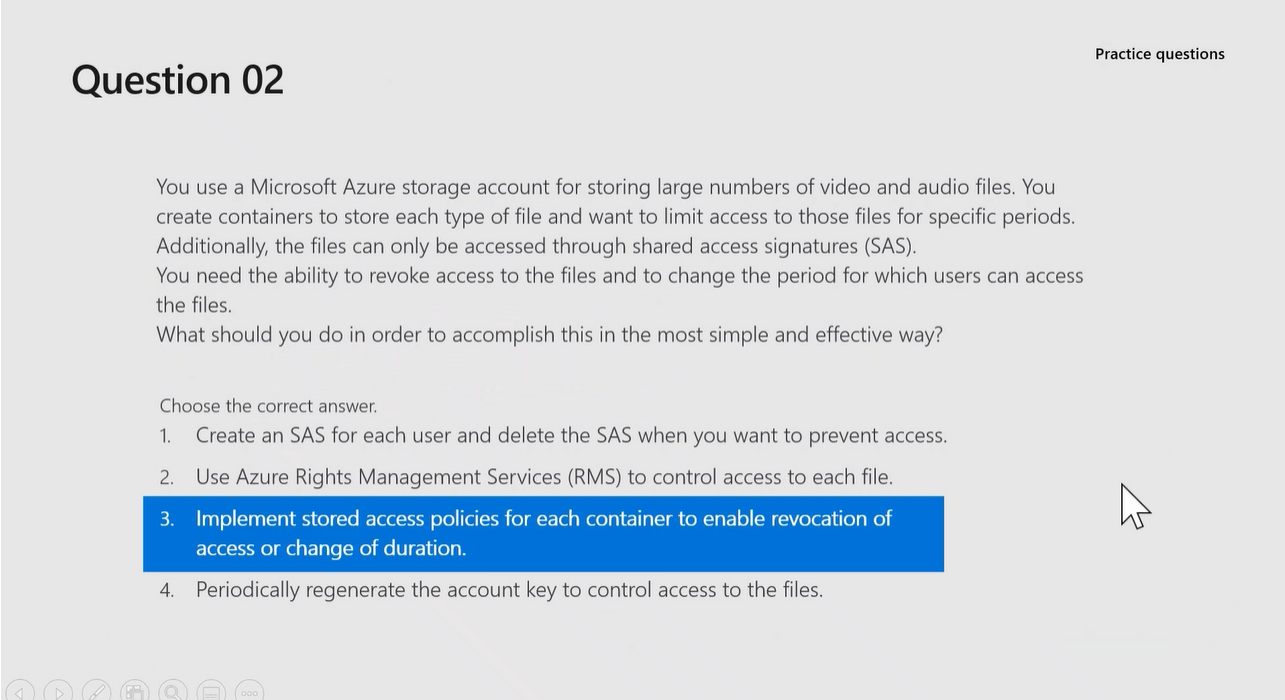 Practice questions
Question 02
You use a Microsoft Azure storage account for storing large numbers of video and audio files. You
create containers to store each type of file and want to limit access to those files for specific periods.
Additionally, the files can only be accessed through shared access signatures (SAS).
You need the ability to revoke access to the files and to change the period for which users can access
the files.
What should you do in order to accomplish this in the most simple and effective way?
Choose the correct answer.
1. Create an SAS for each user and delete the SAS when you want to prevent access.
2. Use Azure Rights Management Services (RMS) to control access to each file.
3. Implement stored access policies for each container to enable revocation of
access or change of duration.
4. Periodically regenerate the account key to control access to the files.